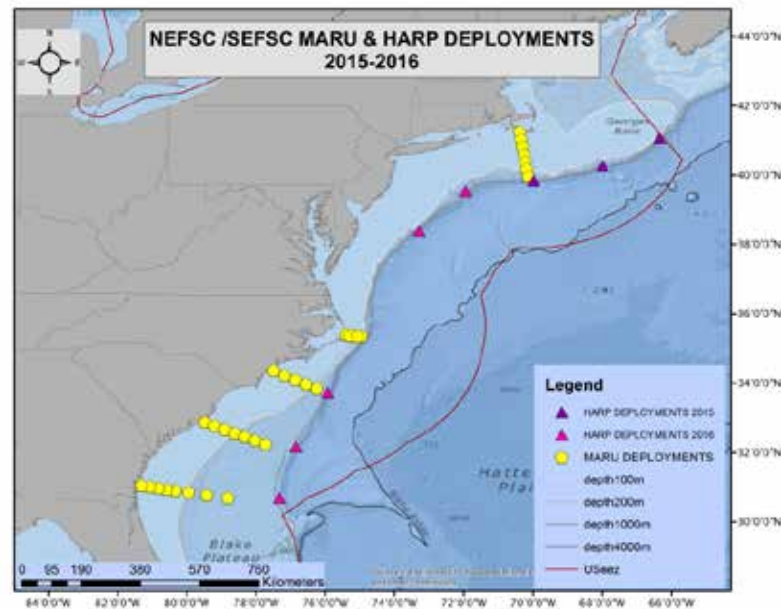 NEFSC /SEFSC MARU & HARP DEPLOYMENTS
2015-2016
N
Georges
Bank
44°0'0"N
42°0'0"N
40°0'0"N
38°0'0"N
36°0'0"N
34°0'0"N
32°0'0"N
30°0'0"N
Legend
HARP DEPLOYMENTS 2015
HARP DEPLOYMENTS 2016
MARU DEPLOYMENTS
depth100m
depth200m
depth1000m
depth4000m
USeez
Hatte
Plai
Blake
Plateau
0 95 190 380 570 760
Kilometers
84°0'0"W 82°0'0"W 80°0'0"W 78°0'0"W 76°0'0"W 74°0'0"W 72°0'0"W 70°0'0"W 68°0'0"W 66°0'0"W